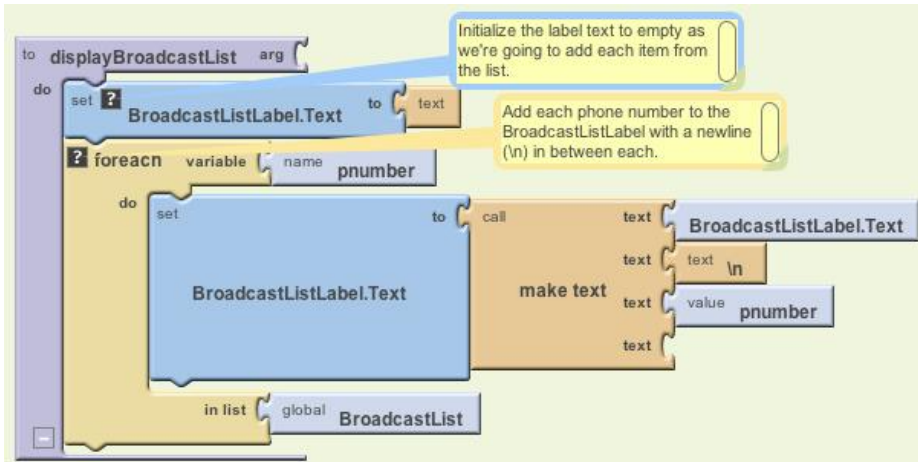 Initialize the label text to empty as
we're going to add each item from
the list.
to displayBroadcastList arg
do
set ? BroadcastListLabel.Text to text
Add each phone number to the
BroadcastListLabel with a newline
(\n) in between each.
? foreach variable name pnumber
do
set BroadcastListLabel.Text to call make text
text BroadcastListLabel.Text
text text \n
text value pnumber
text
in list global BroadcastList